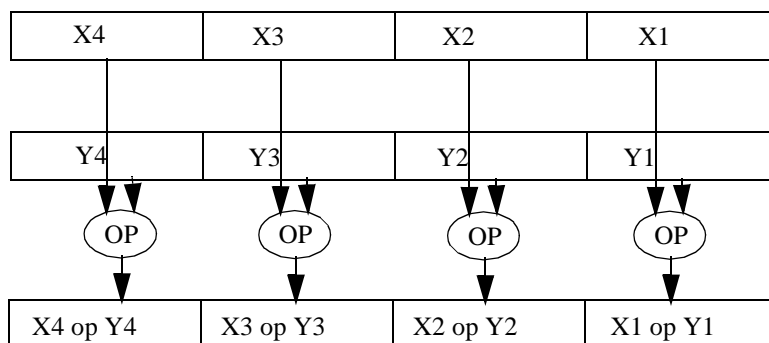 X4 X3 X2 X1
Y4 Y3 Y2 Y1
OP OP OP OP
X4 op Y4 X3 op Y3 X2 op Y2 X1 op Y1